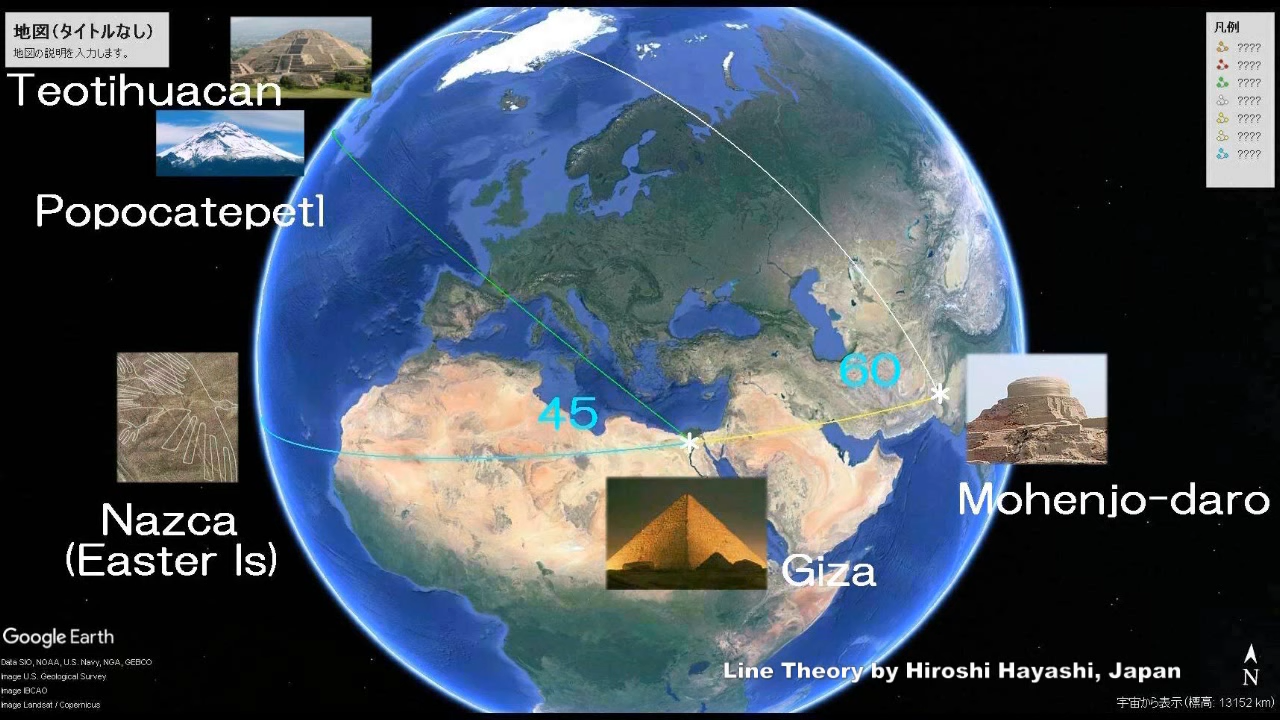 地図(タイトルなし)
地図の説明を入力します。
Teotihuacan
Popocatepetl
Nazca
(Easter Is)
45
60
Mohenjo-daro
Giza
凡例
????
????
????
????
????
????
????
Google Earth
Data SIO, NOAA, U.S. Navy, NGA, GEBCO
Image U.S. Geological Survey
Image IBCAO
Image Landsat / Copernicus
Line Theory by Hiroshi Hayashi, Japan
N
宇宙から表示(標高: 13152 km)